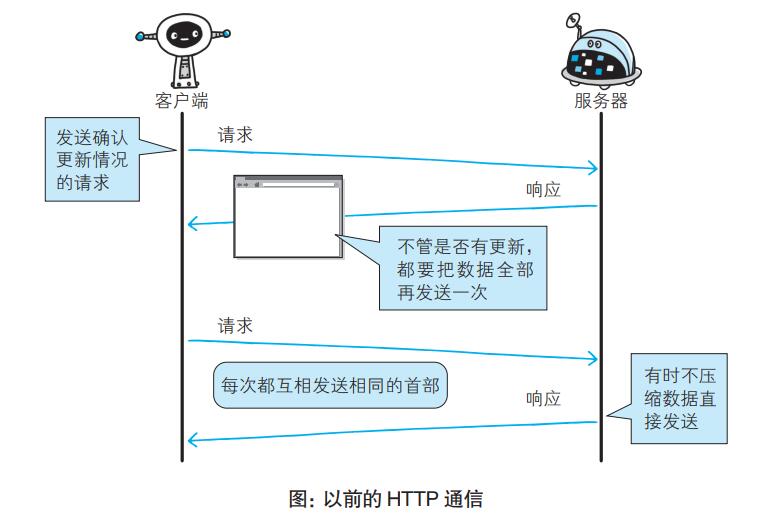 客户端
服务器
发送确认
更新情况
的请求
请求
响应
不管是否有更新，
都要把数据全部
再发送一次
请求
每次都互相发送相同的首部
响应
有时不压
缩数据直
接发送
图：以前的 HTTP 通信